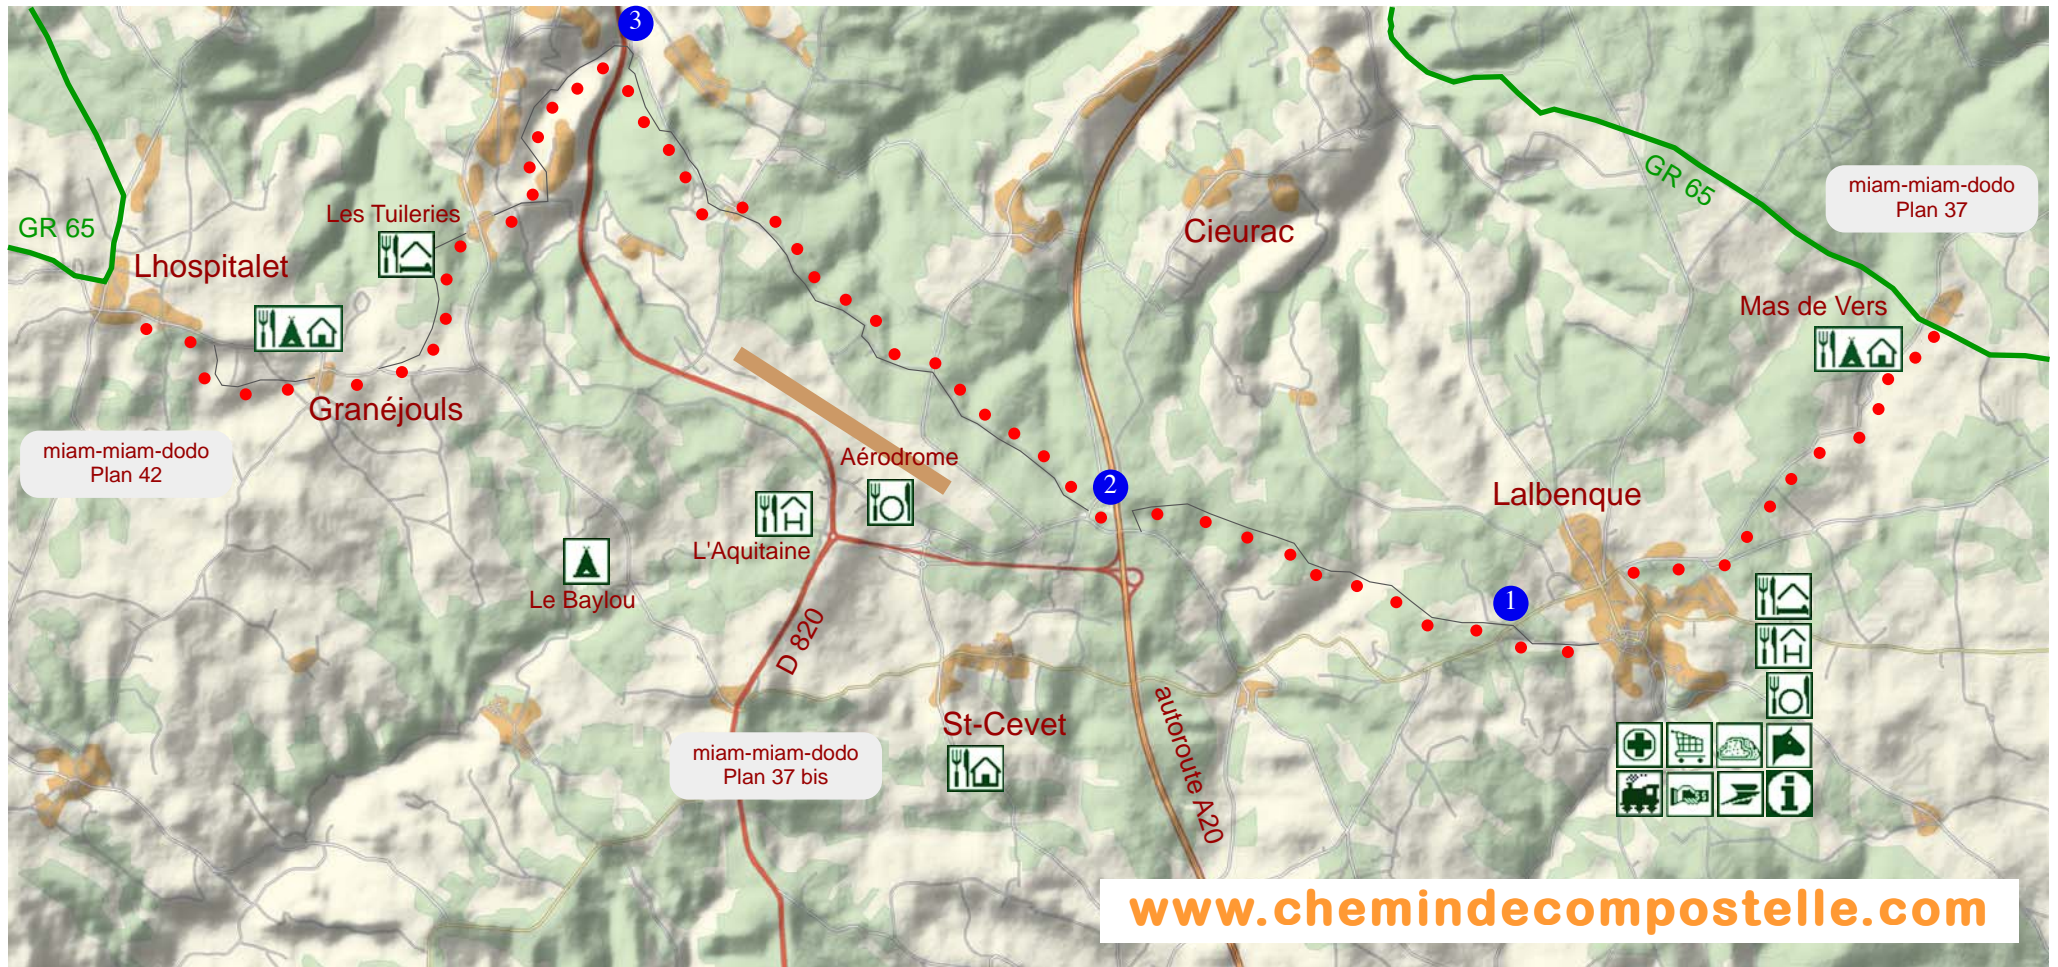 3
GR 65
miam-miam-dodo
Plan 37
Les Tuileries
GR 65
Cieurac
Lhospitalet
Mas de Vers
Granéjouls
miam-miam-dodo
Plan 42
Aérodrome
2
Lalbenque
H
L'Aquitaine
Le Baylou
1
D 820
H
St-Cevet
autoroute A20
miam-miam-dodo
Plan 37 bis
i
www.chemindecompostelle.com